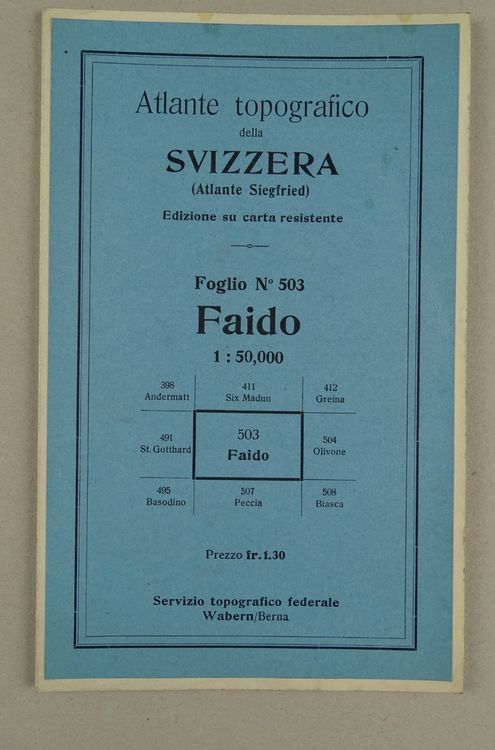 Atlante topografico
della
SVIZZERA
(Atlante Siegfried)
Edizione su carta resistente
Foglio Nº 503
Faido
1 : 50,000
398 411 412
Andermatt Six Madun Greina
491 503 504
St. Gotthard Faido Olivone
495 507 508
Basodino Peccia Biasca
Prezzo fr. 1.30
Servizio topografico federale
Wabern/Berna